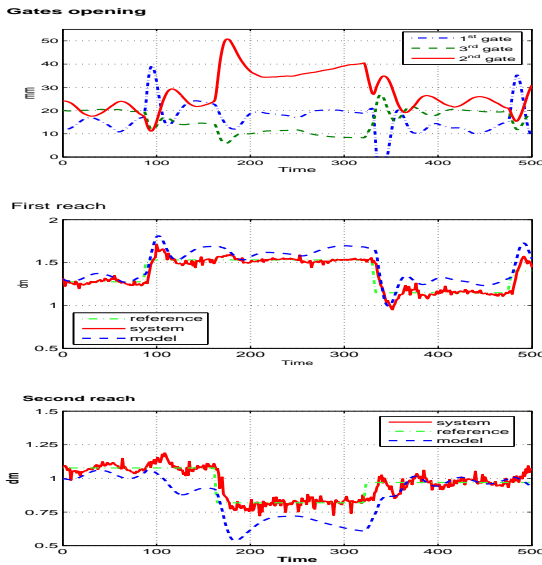 Gates opening
50
40
30
20
10
0
mm
1st gate
3rd gate
2nd gate
0 100 200 300 400 500
Time
First reach
2
1.5
1
0.5
dm
reference
system
model
0 100 200 300 400 500
Time
Second reach
1.5
1.25
1
0.75
0.5
dm
system
reference
model
0 100 200 300 400 500
Time